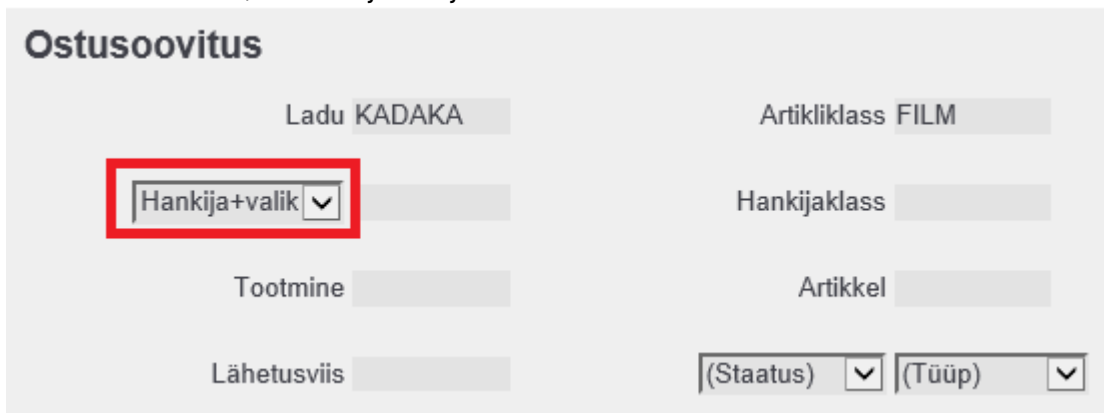 Ostusoovitus
Ladu KADAKA Artikliklass FILM
Hankija+valik Hankijaklass
Tootmine Artikkel
Lähetusviis (Staatus) (Tüüp)